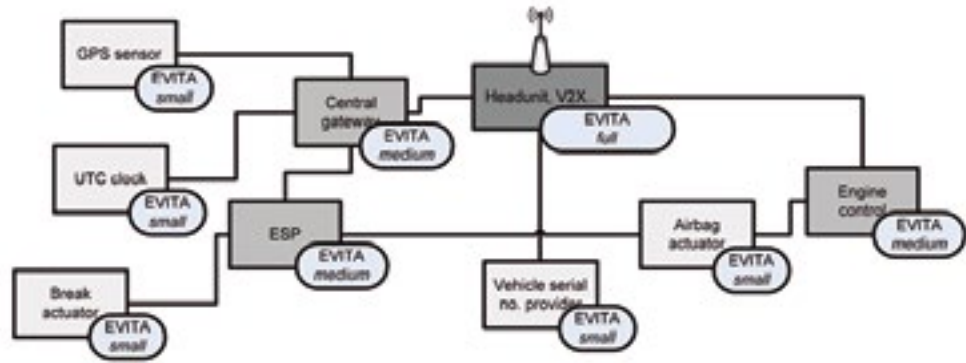 GPS sensor
EVITA
small
Central
gateway
EVITA
medium
Headunit, V2X...
EVITA
full
UTC clock
EVITA
small
ESP
EVITA
medium
Airbag
actuator
EVITA
small
Engine
control
EVITA
medium
Break
actuator
EVITA
small
Vehicle serial
no. provider
EVITA
small